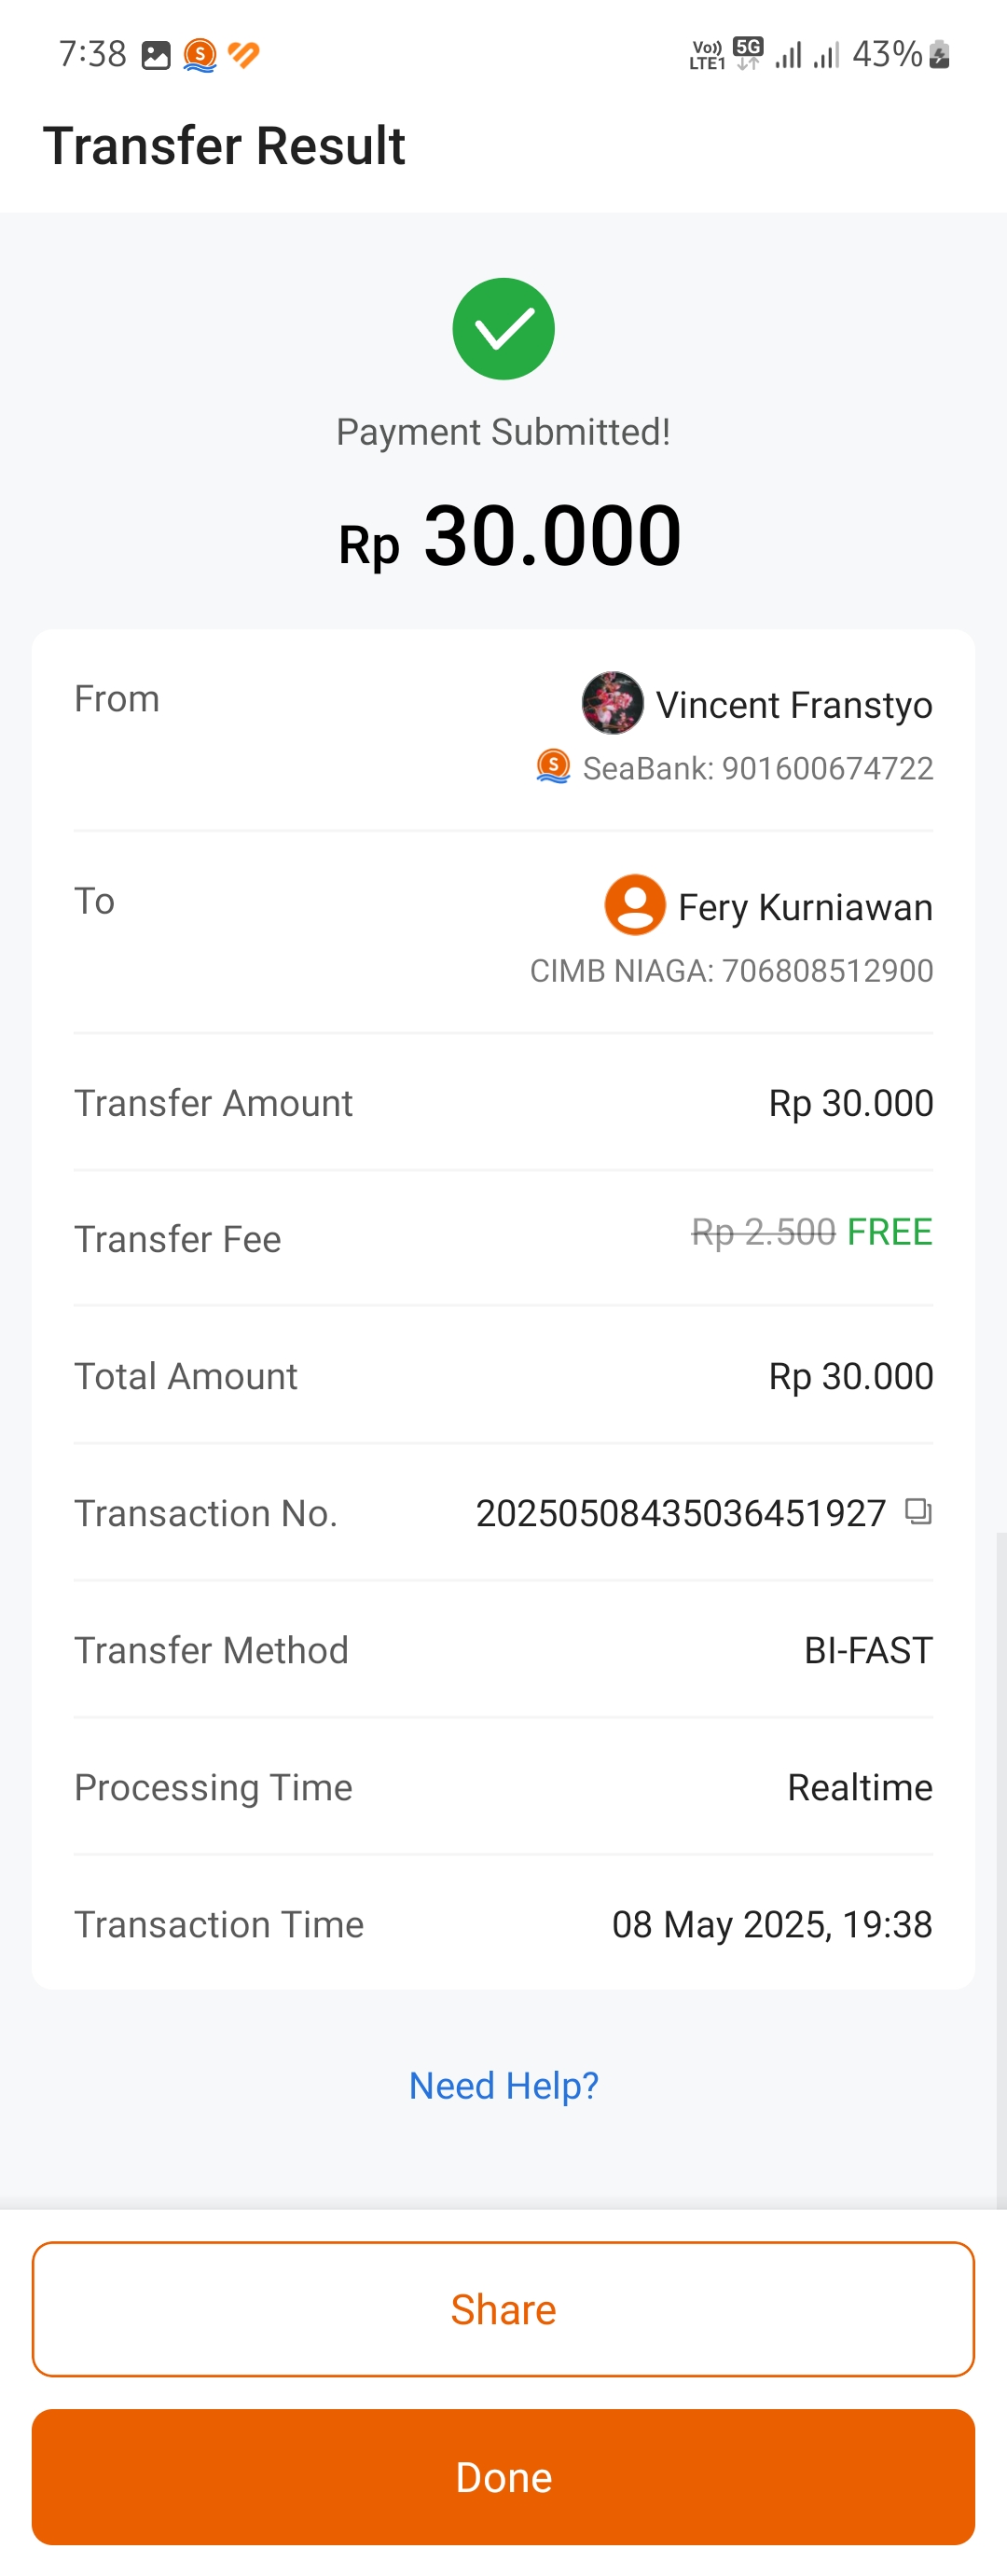 7:38 Vo)) LTE1 5G 43%
Transfer Result
Payment Submitted!
Rp 30.000
From Vincent Franstyo
SeaBank: 901600674722
To Fery Kurniawan
CIMB NIAGA: 706808512900
Transfer Amount Rp 30.000
Transfer Fee Rp 2.500 FREE
Total Amount Rp 30.000
Transaction No. 20250508435036451927
Transfer Method BI-FAST
Processing Time Realtime
Transaction Time 08 May 2025, 19:38
Need Help?
Share
Done